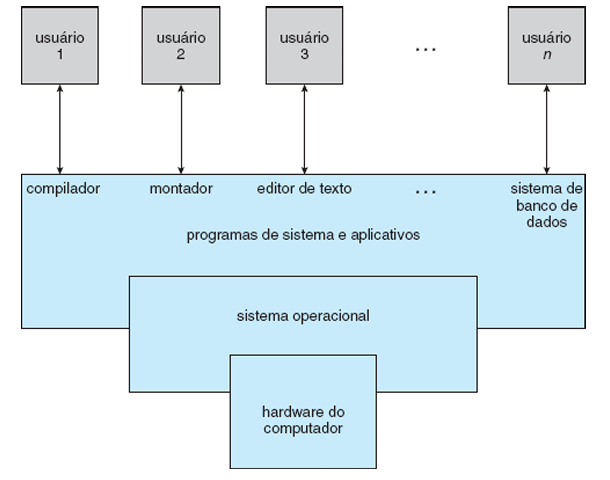 usuário
1
usuário
2
usuário
3
...
usuário
n
compilador
montador
editor de texto
...
sistema de
banco de
dados
programas de sistema e aplicativos
sistema operacional
hardware do
computador